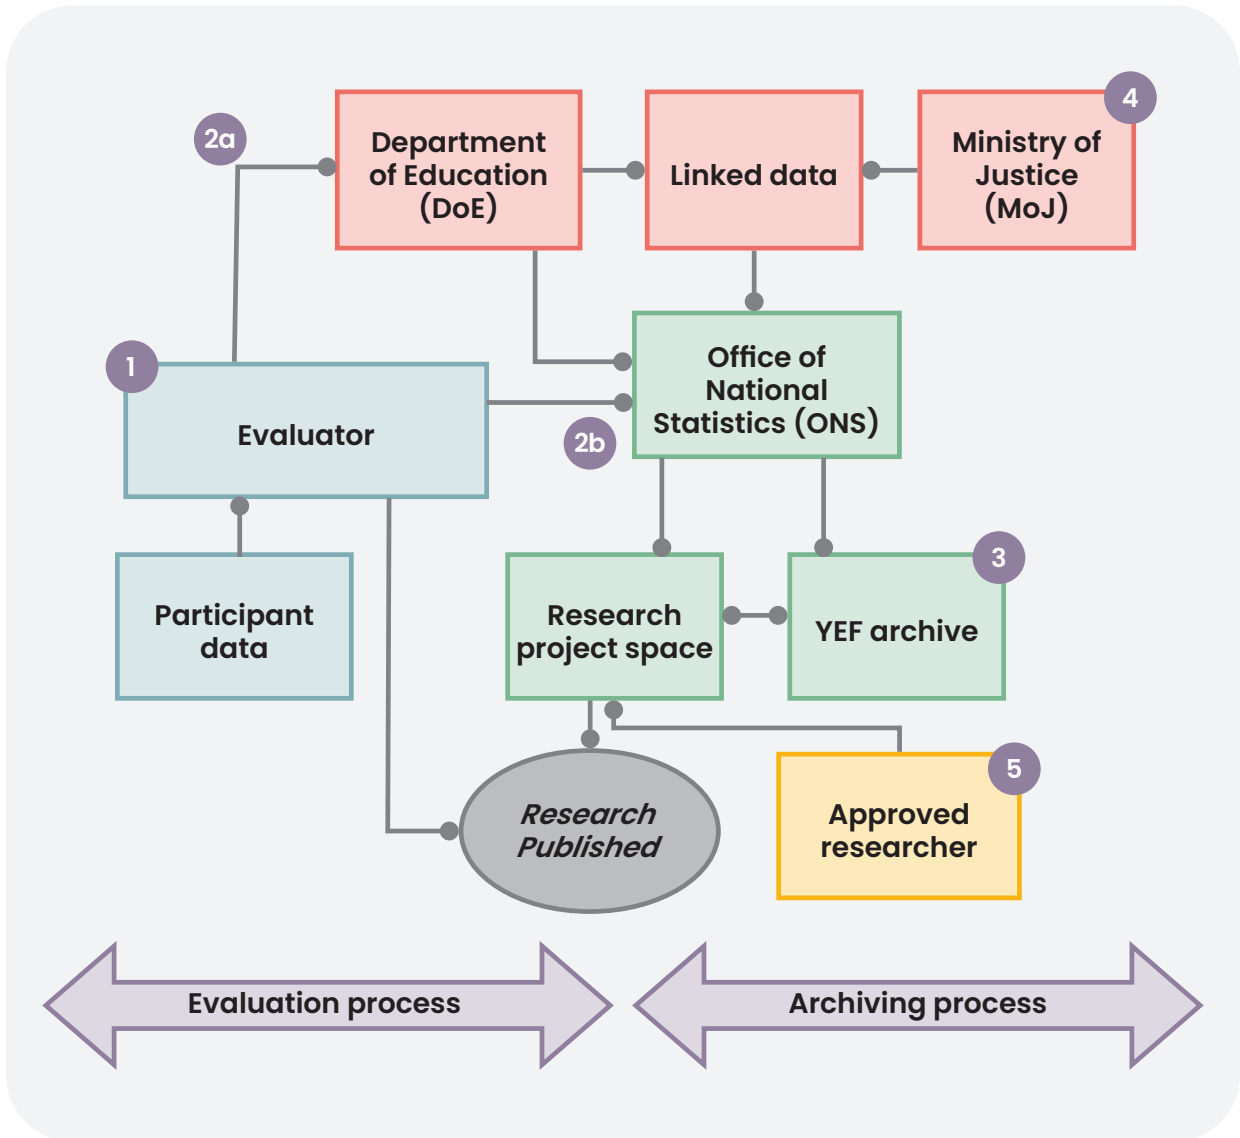 4
2a
Department
of Education
(DoE)
Linked data
Ministry of
Justice
(MoJ)
1
Evaluator
Office of
National
Statistics (ONS)
2b
3
Participant
data
Research
project space
YEF archive
5
Research
Published
Approved
researcher
Evaluation process
Archiving process